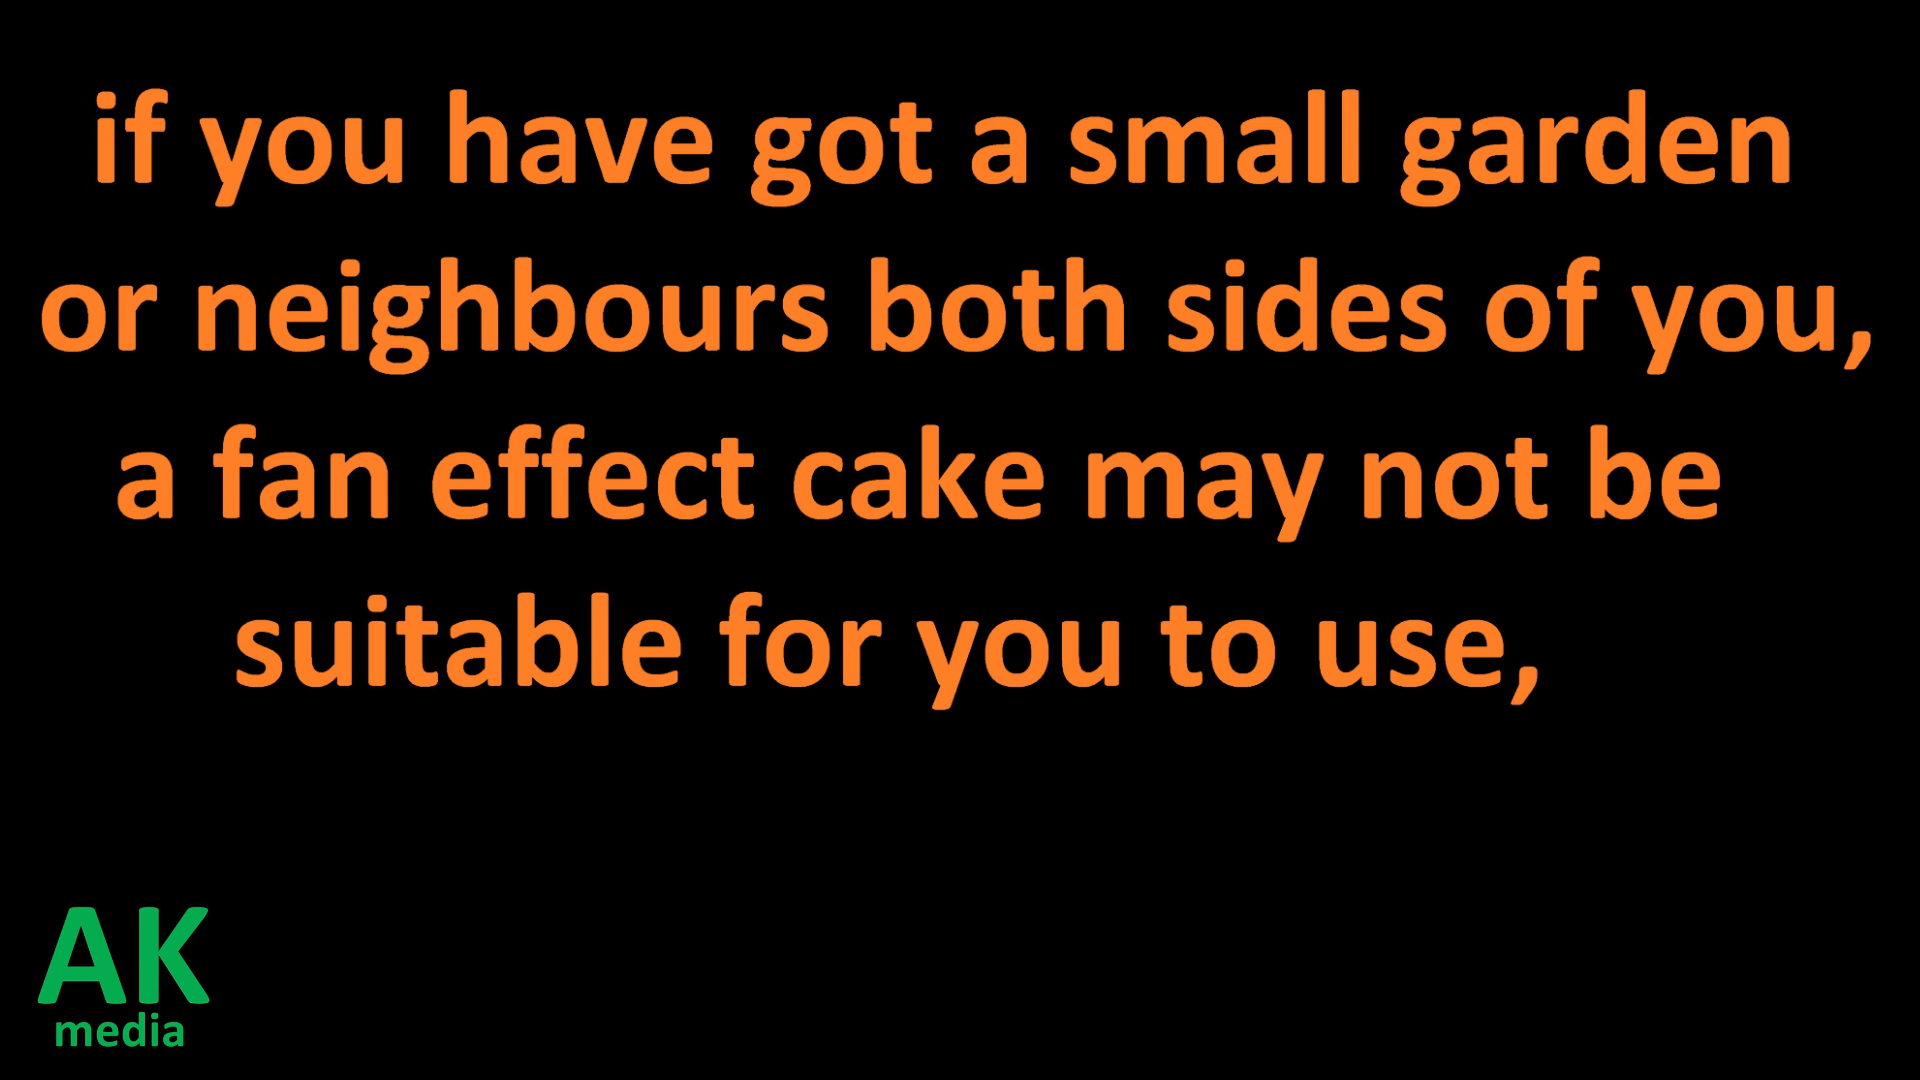 if you have got a small garden
or neighbours both sides of you,
a fan effect cake may not be
suitable for you to use,
AK
media